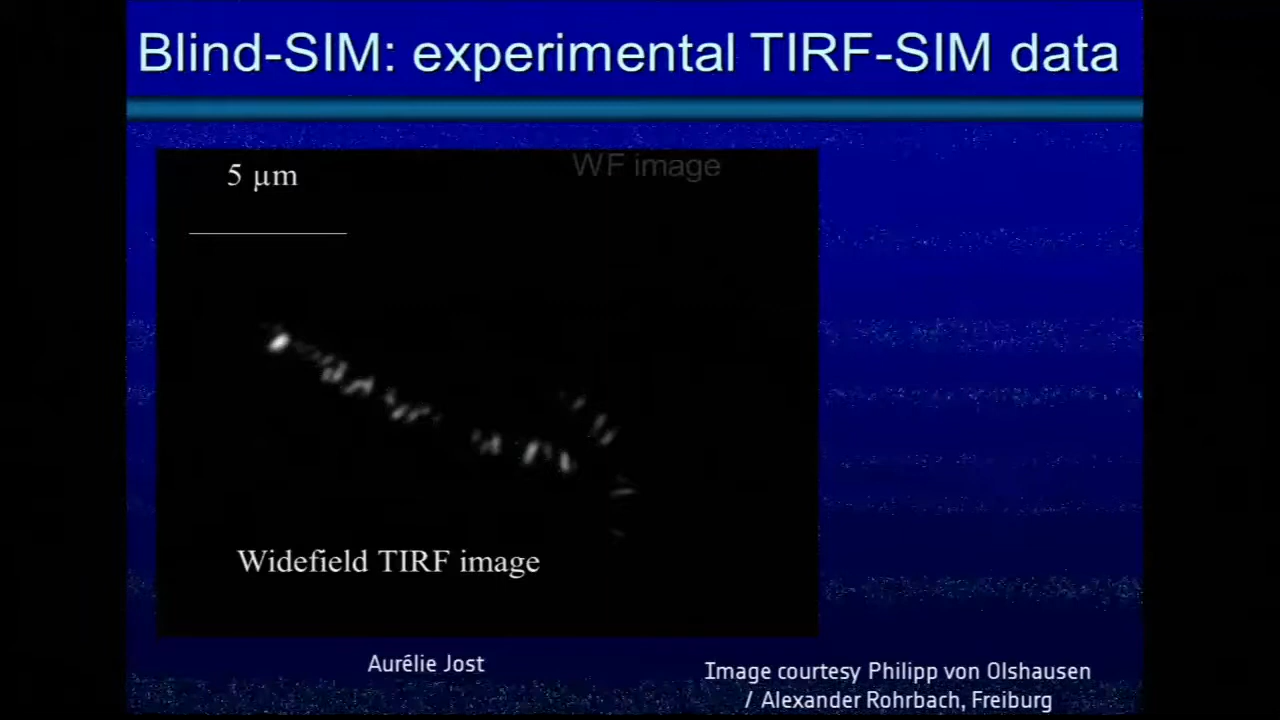 Blind-SIM: experimental TIRF-SIM data
WF image
5 µm
Widefield TIRF image
Aurélie Jost
Image courtesy Philipp von Olshausen
/ Alexander Rohrbach, Freiburg